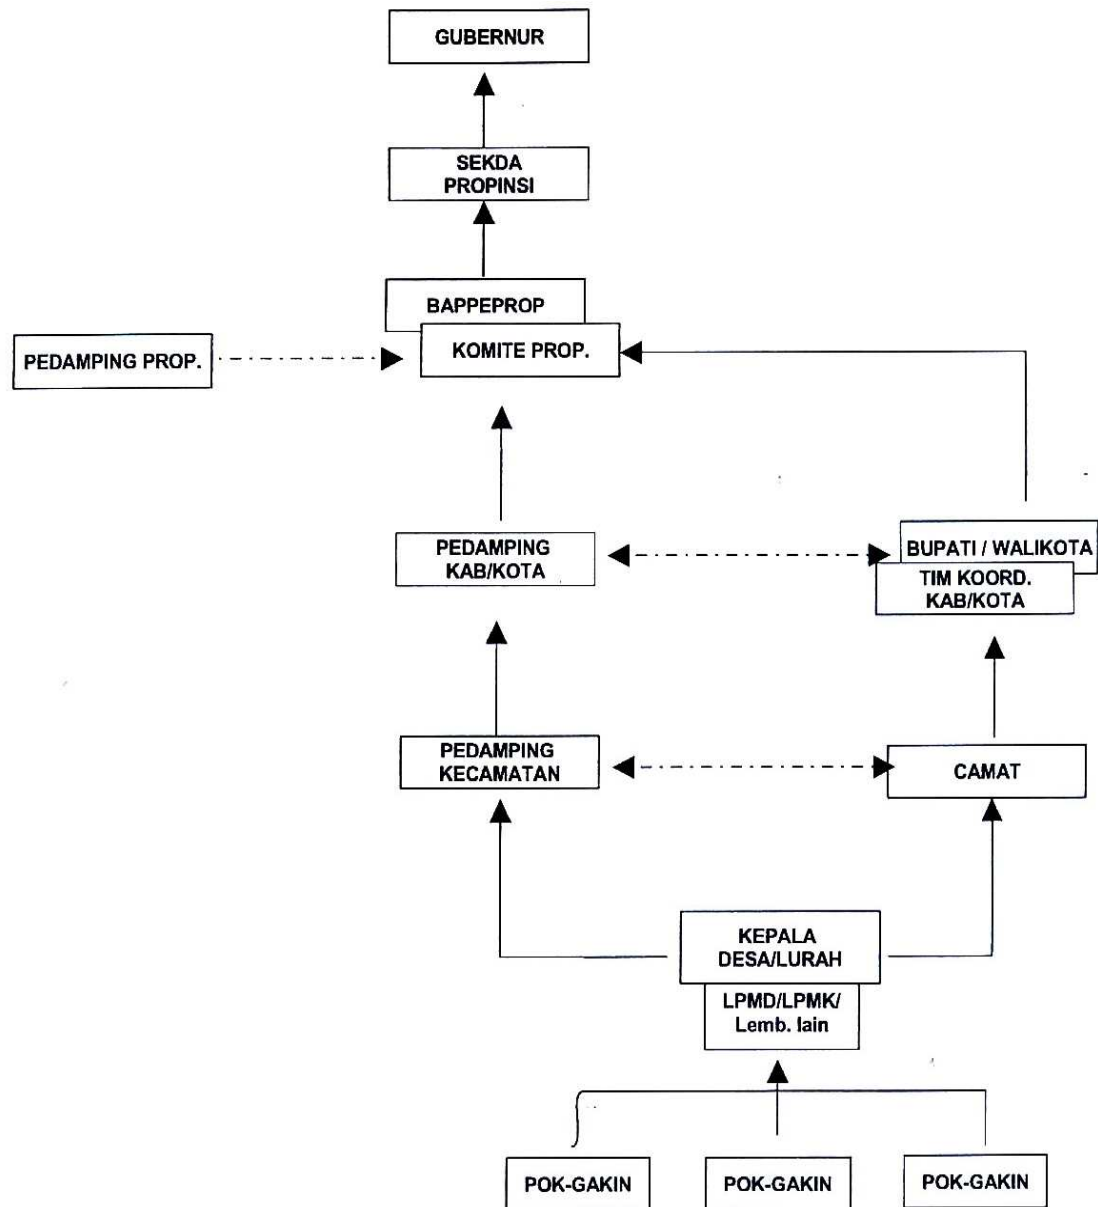 GUBERNUR
SEKDA
PROPINSI
BAPPEPROP
PEDAMPING PROP.
KOMITE PROP.
PEDAMPING
KAB/KOTA
BUPATI / WALIKOTA
TIM KOORD.
KAB/KOTA
PEDAMPING
KECAMATAN
CAMAT
KEPALA
DESA/LURAH
LPMD/LPMK/
Lemb. lain
POK-GAKIN
POK-GAKIN
POK-GAKIN